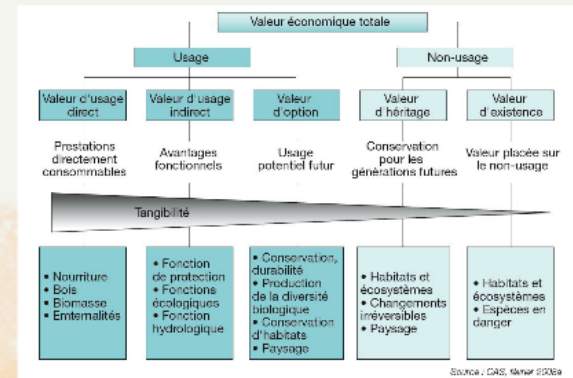 Valeur économique totale
Usage
Non-usage
Valeur d'usage
direct
Valeur d'usage
indirect
Valeur
d'option
Valeur
d'héritage
Valeur
d'existence
Prestations
directement
consommables
Avantages
fonctionnels
Usage
potentiel futur
Conservation
pour les
générations futures
Valeur placée sur
le non-usage
Tangibilité
• Nourriture
• Bois
• Biomasse
• Emternalités
• Fonction
de protection
• Fonctions
écologiques
• Fonction
hydrologique
• Conservation,
durabilité
• Production
de la diversité
biologique
• Conservation
d'habitats
• Paysage
• Habitats et
écosystèmes
• Changements
irréversibles
• Paysage
• Habitats et
écosystèmes
• Espèces en
danger
Source : CAS, février 2008a